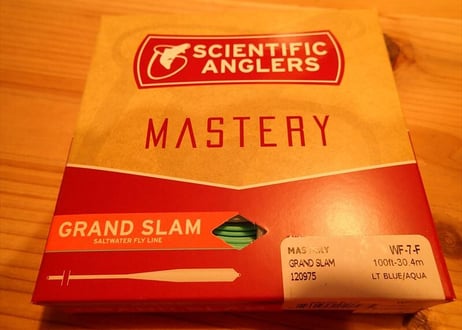 SCIENTIFIC
ANGLERS
MASTERY
GRAND SLAM
SALTWATER FLY LINE
MASTERY WF-7-F
GRAND SLAM 100ft-30.4m
120975 LT BLUE/AQUA